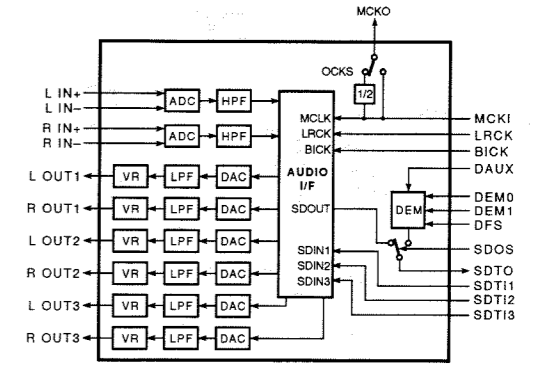 MCKO
OCKS
1/2
L IN+
L IN−
ADC
HPF
R IN+
R IN−
ADC
HPF
MCLK
LRCK
BICK
AUDIO
I/F
SDOUT
SDIN1
SDIN2
SDIN3
MCKI
LRCK
BICK
DAUX
DEM
DEM0
DEM1
DFS
SDOS
SDTO
SDTI1
SDTI2
SDTI3
L OUT1
VR
LPF
DAC
R OUT1
VR
LPF
DAC
L OUT2
VR
LPF
DAC
R OUT2
VR
LPF
DAC
L OUT3
VR
LPF
DAC
R OUT3
VR
LPF
DAC